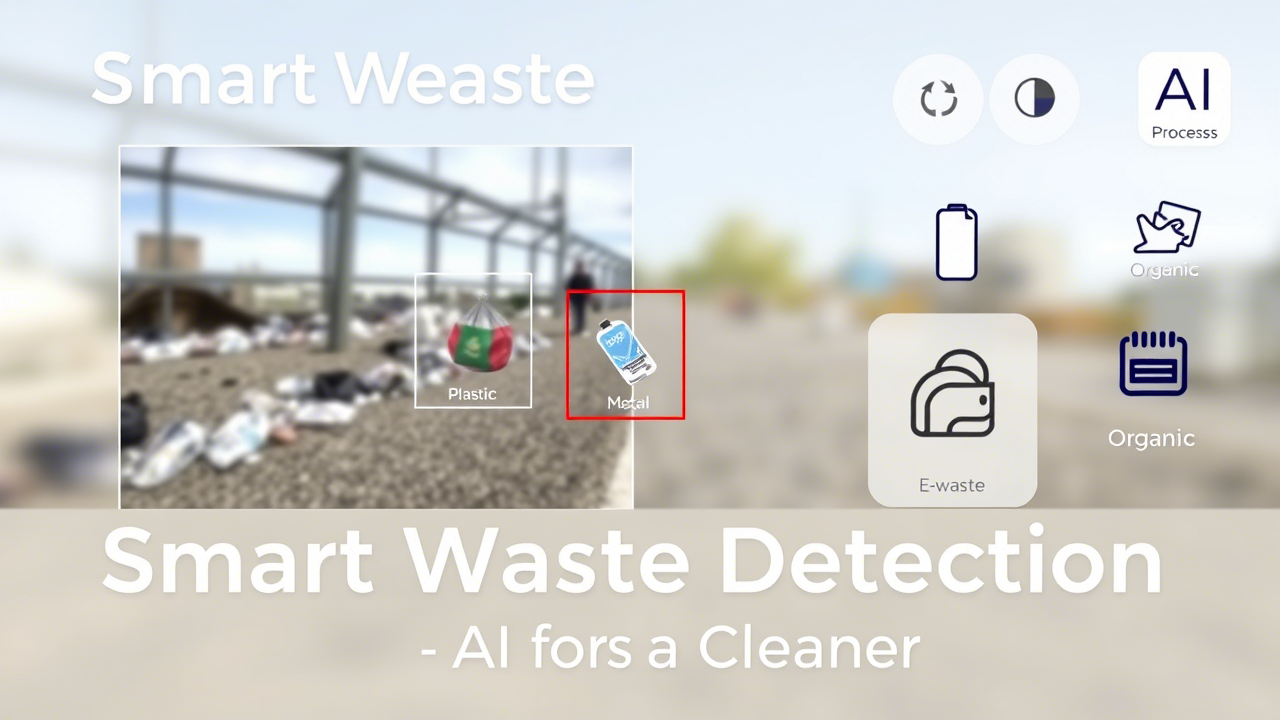 Smart Weaste
AI
Processs
Organic
Plastic
Metal
Organic
E-waste
Smart Waste Detection
- AI fors a Cleaner